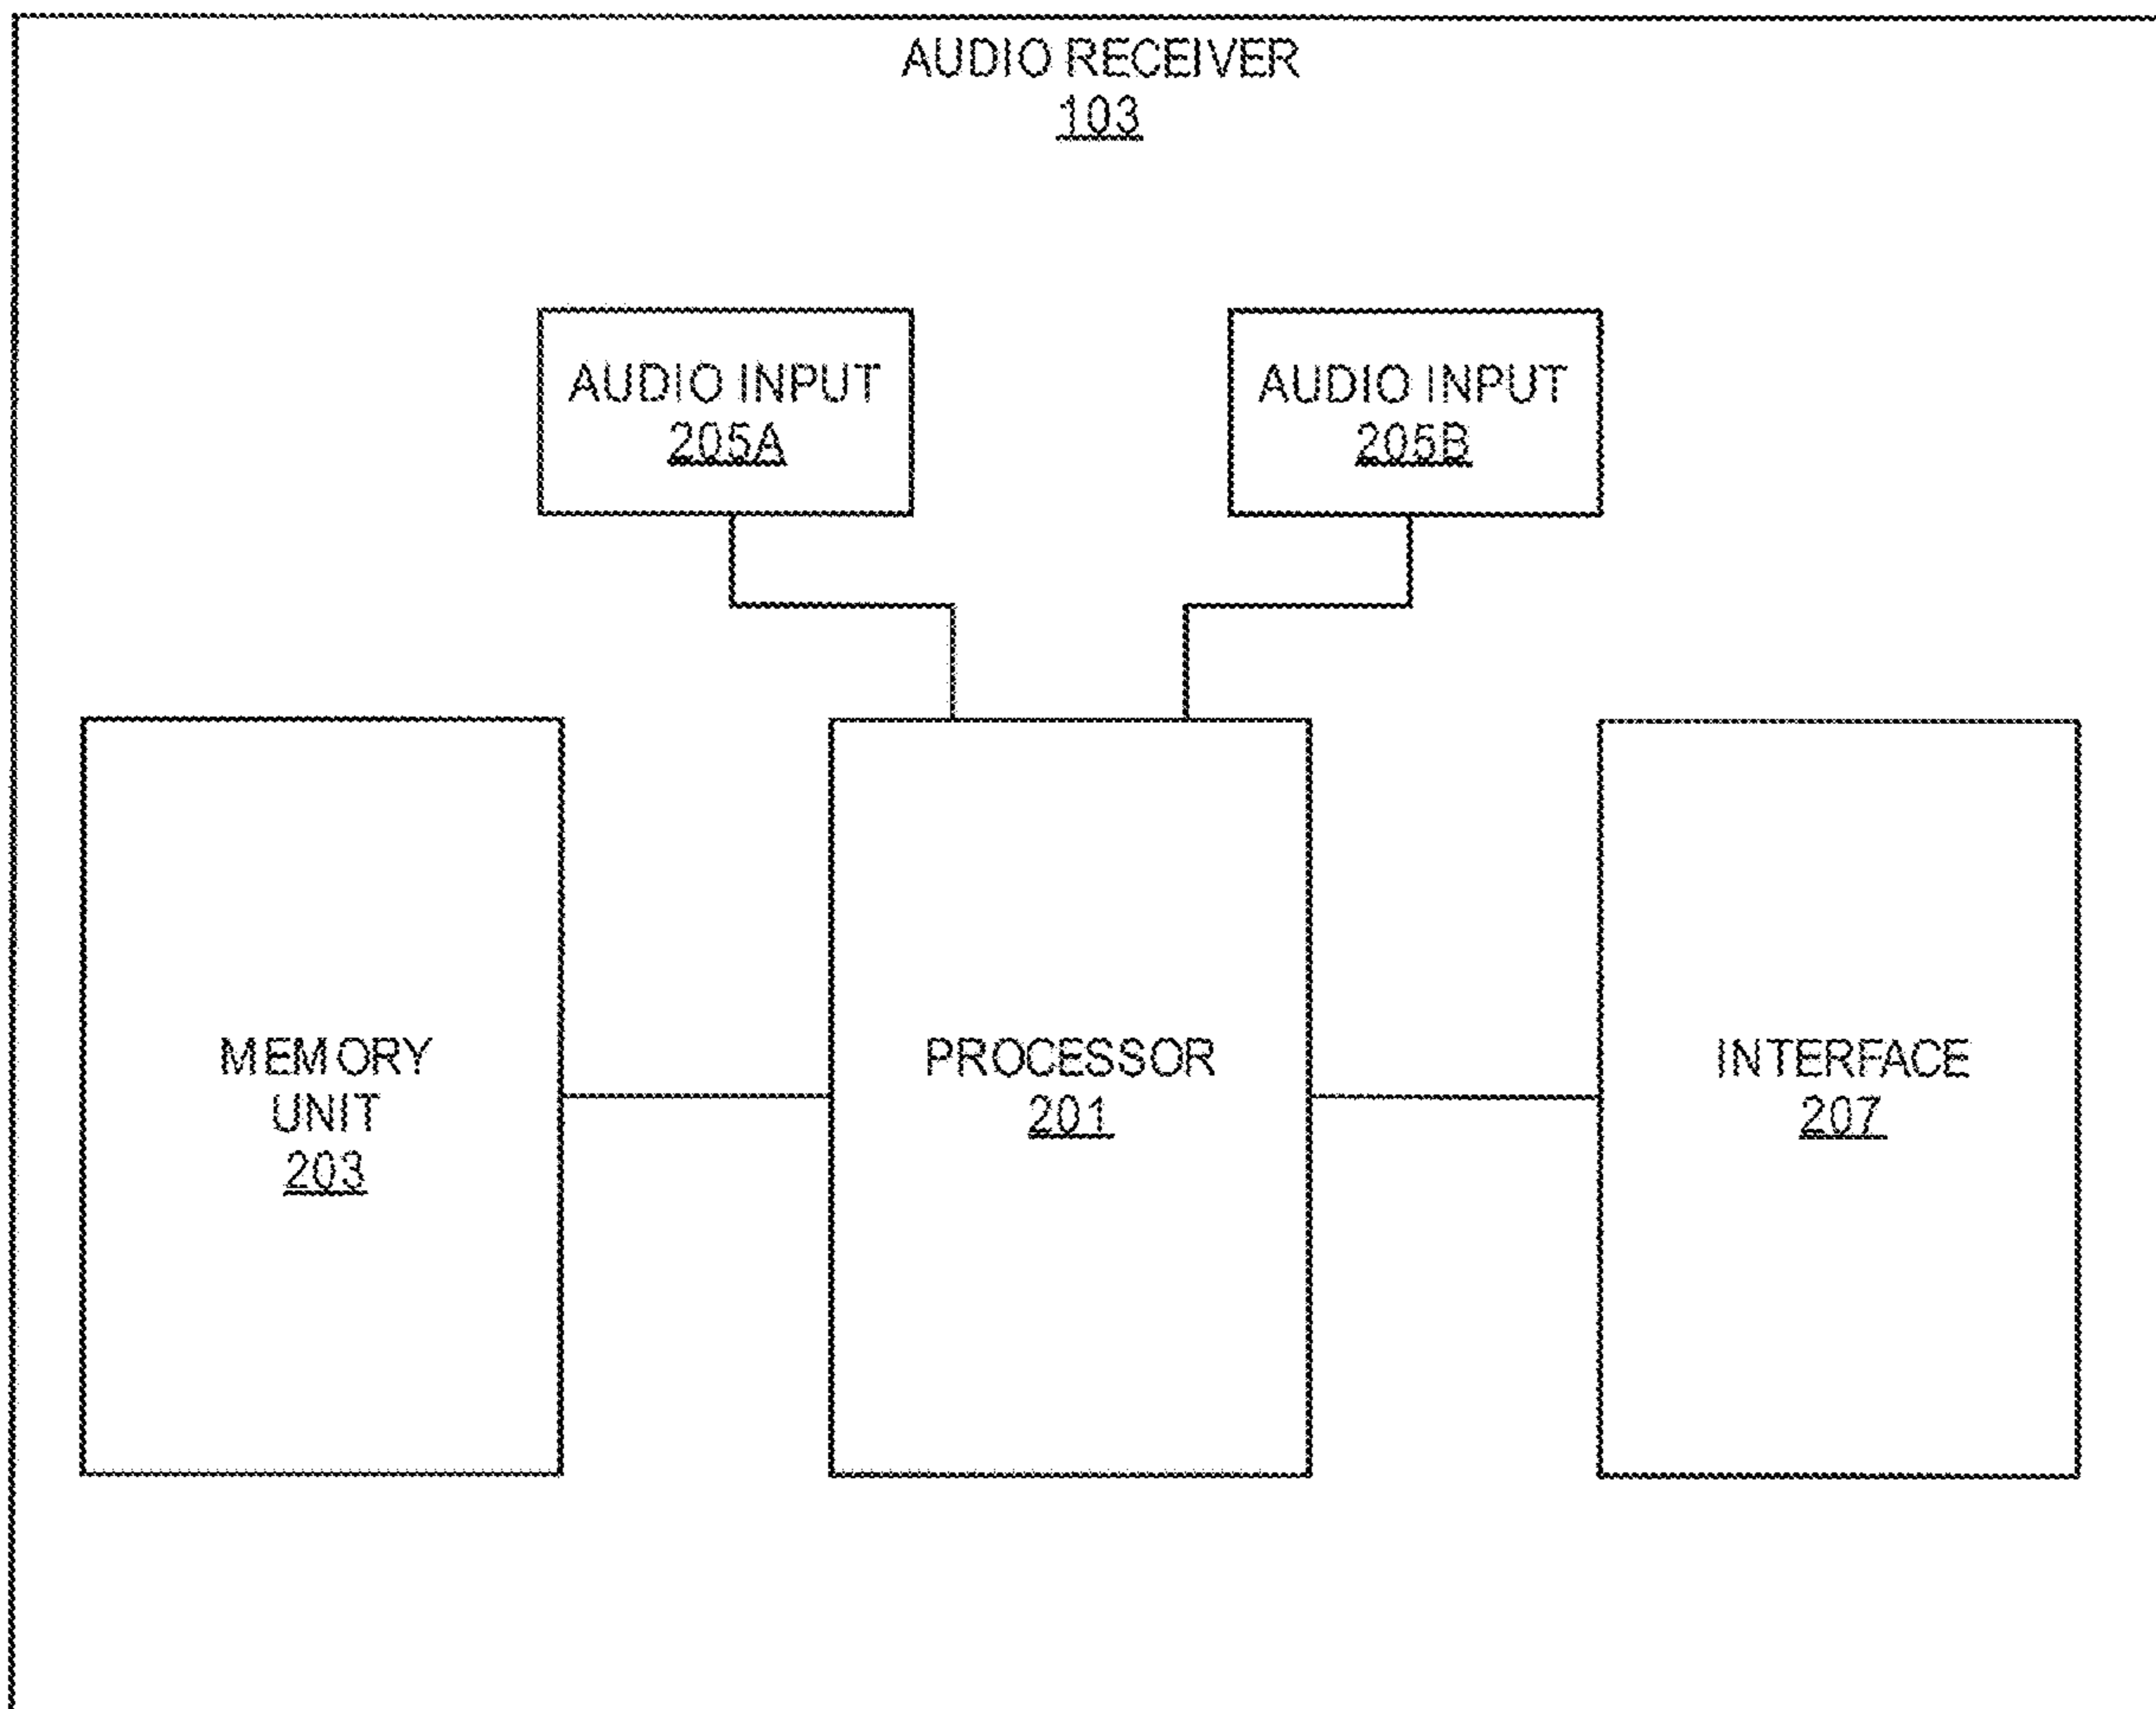 AUDIO RECEIVER
103
AUDIO INPUT
205A
AUDIO INPUT
205B
MEMORY
UNIT
203
PROCESSOR
201
INTERFACE
207